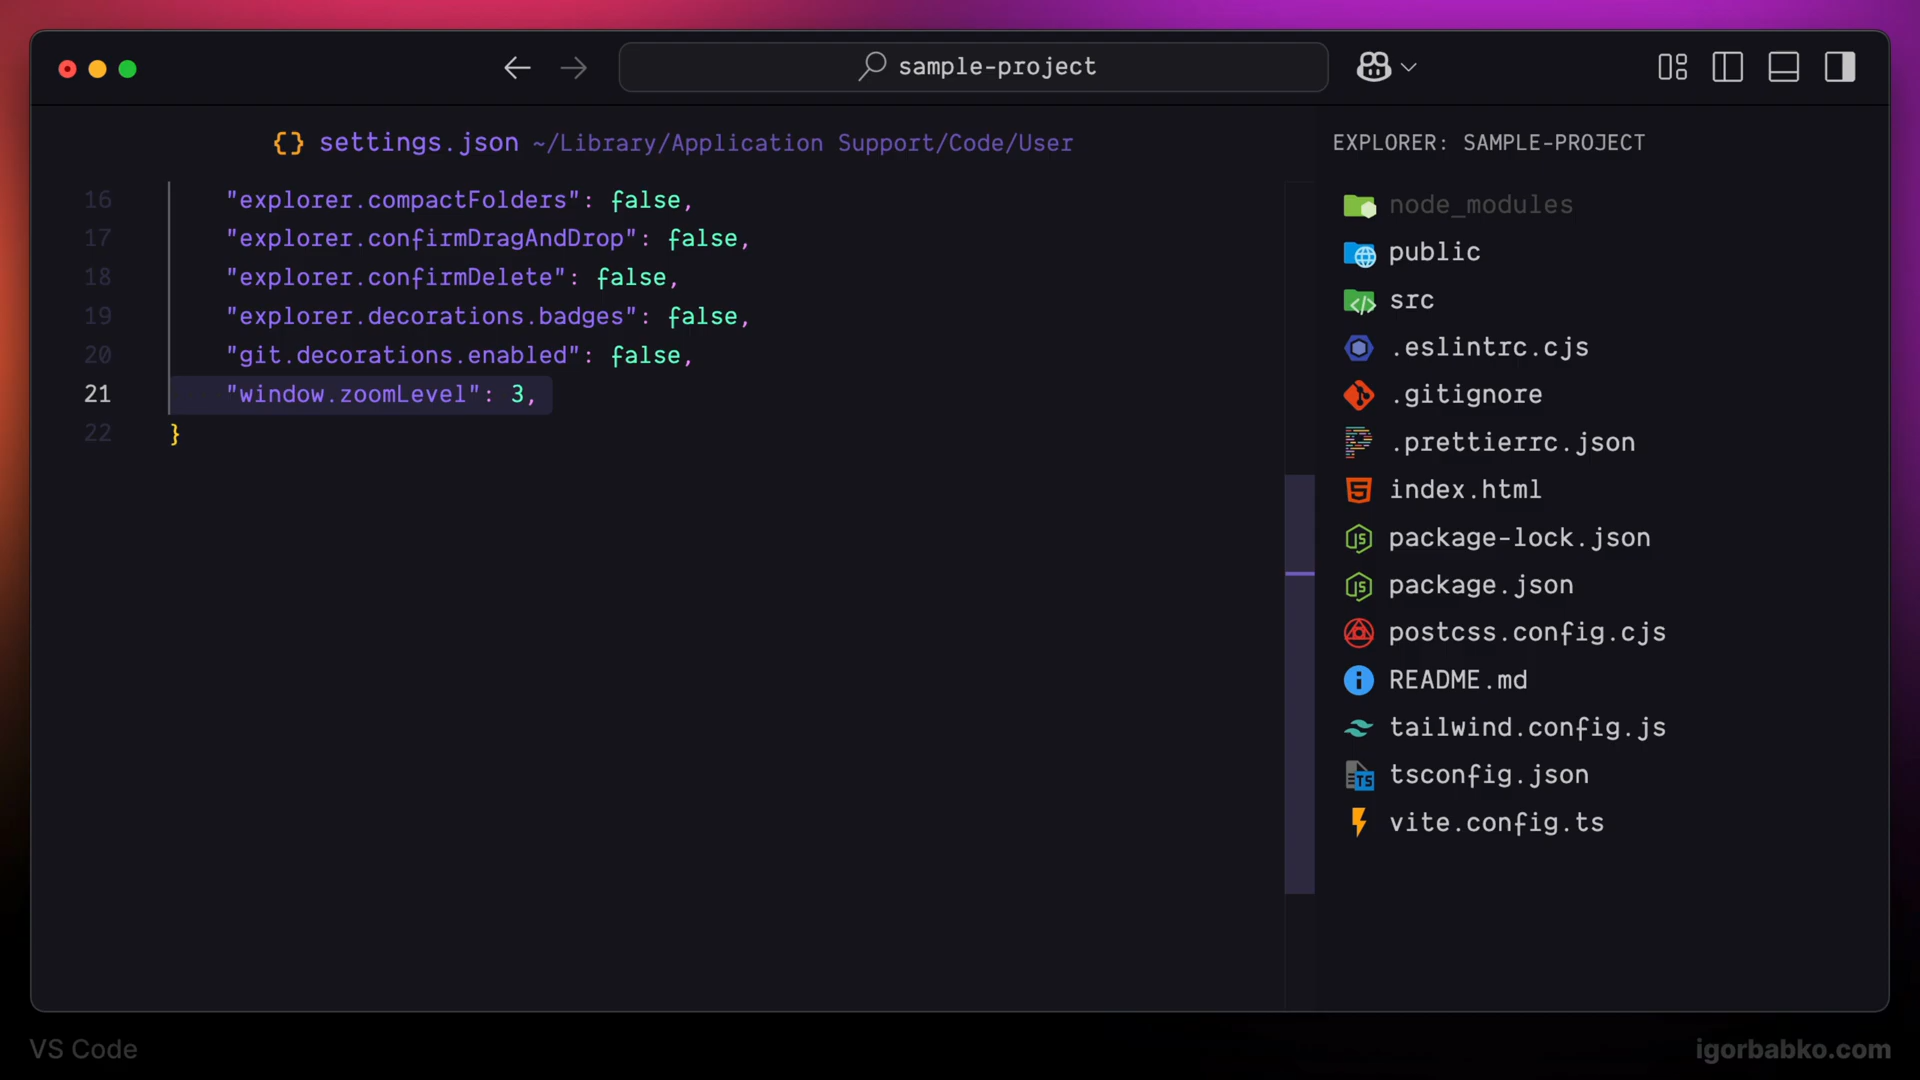 sample-project
{} settings.json ~/Library/Application Support/Code/User
16 "explorer.compactFolders": false,
17 "explorer.confirmDragAndDrop": false,
18 "explorer.confirmDelete": false,
19 "explorer.decorations.badges": false,
20 "git.decorations.enabled": false,
21 "window.zoomLevel": 3,
22 }
EXPLORER: SAMPLE-PROJECT
node_modules
public
src
.eslintrc.cjs
.gitignore
.prettierrc.json
index.html
package-lock.json
package.json
postcss.config.cjs
README.md
tailwind.config.js
tsconfig.json
vite.config.ts
VS Code
igorbabko.com